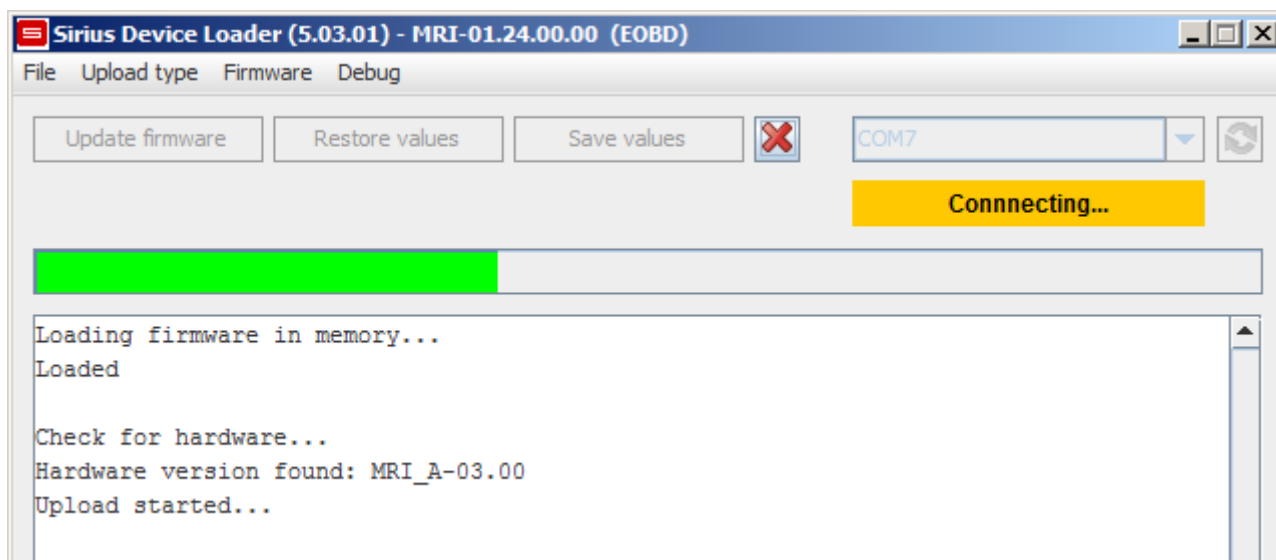 Sirius Device Loader (5.03.01) - MRI-01.24.00.00 (EOBD)
File Upload type Firmware Debug
Update firmware Restore values Save values COM7
Connnecting...
Loading firmware in memory...
Loaded
Check for hardware...
Hardware version found: MRI_A-03.00
Upload started...